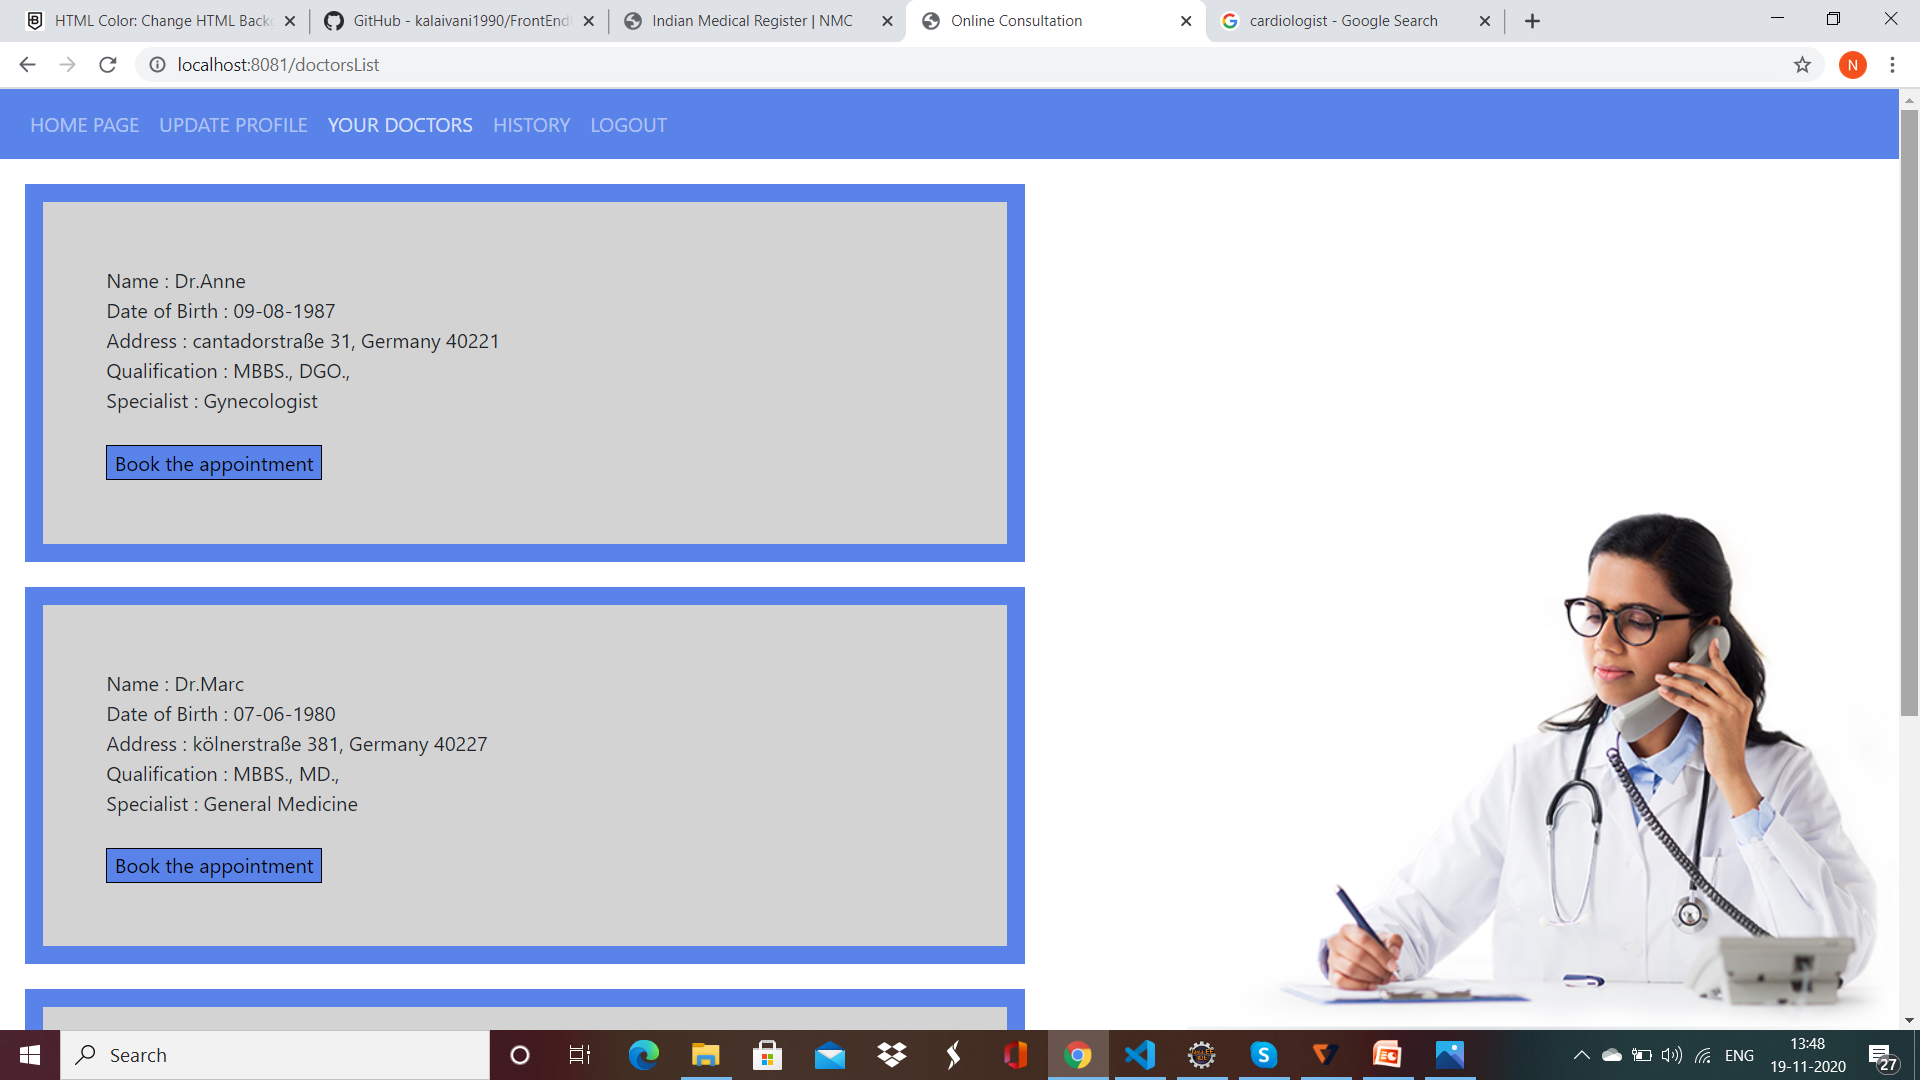 HTML Color: Change HTML Backg
GitHub - kalaivani1990/FrontEnd
Indian Medical Register | NMC
Online Consultation
cardiologist - Google Search
localhost:8081/doctorsList
N
HOME PAGE UPDATE PROFILE YOUR DOCTORS HISTORY LOGOUT
Name : Dr.Anne
Date of Birth : 09-08-1987
Address : cantadorstraße 31, Germany 40221
Qualification : MBBS., DGO.,
Specialist : Gynecologist
Book the appointment
Name : Dr.Marc
Date of Birth : 07-06-1980
Address : kölnerstraße 381, Germany 40227
Qualification : MBBS., MD.,
Specialist : General Medicine
Book the appointment
Search
ENG
13:48
19-11-2020
27